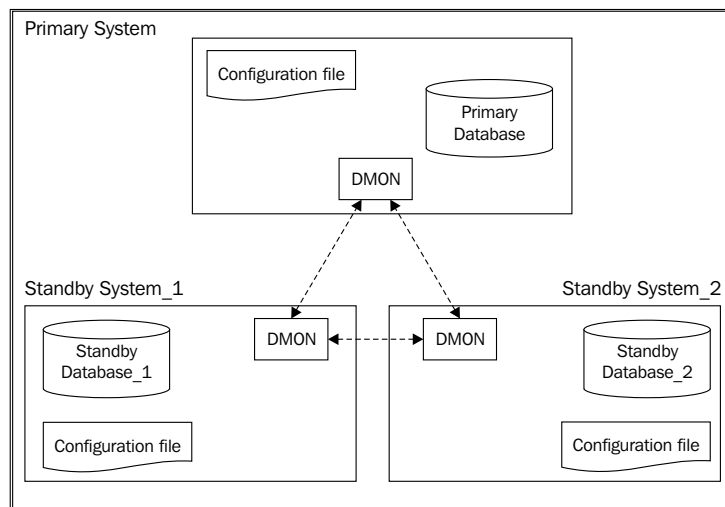 Primary System
Configuration file
Primary
Database
DMON
Standby System_1
Standby System_2
Standby
Database_1
DMON
DMON
Standby
Database_2
Configuration file
Configuration file